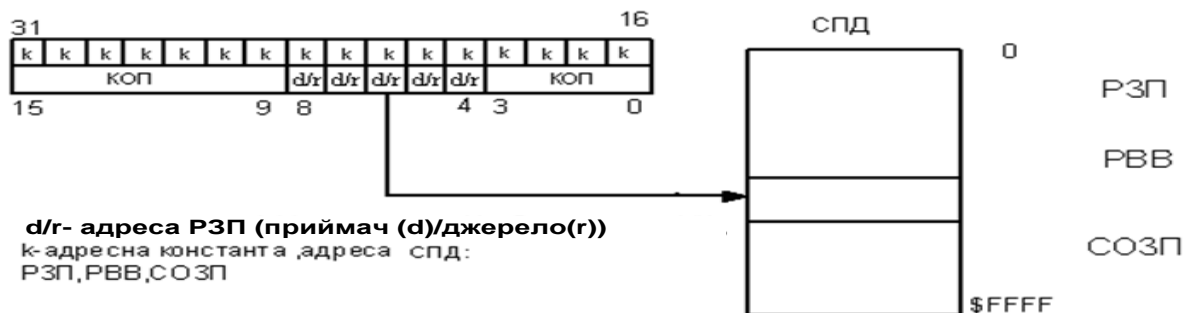 31 16 СПД
k k k k k k k k k k k k k k k k 0
КОП d/r d/r d/r d/r d/r КОП РЗП
15 9 8 4 3 0
РВВ
d/r- адреса РЗП (приймач (d)/джерело(r))
k-адресна константа ,адреса СПД:
РЗП,РВВ,СОЗП
СОЗП
$FFFF